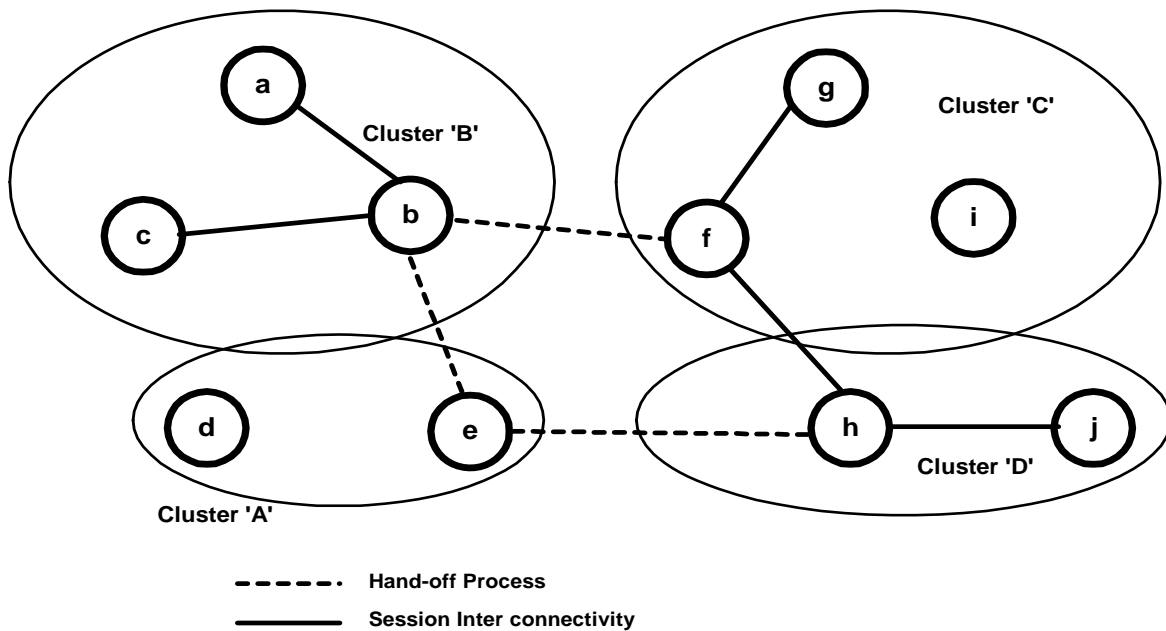 a
g
Cluster 'B'
Cluster 'C'
c
b
f
i
d
e
h
j
Cluster 'D'
Cluster 'A'
Hand-off Process
Session Inter connectivity